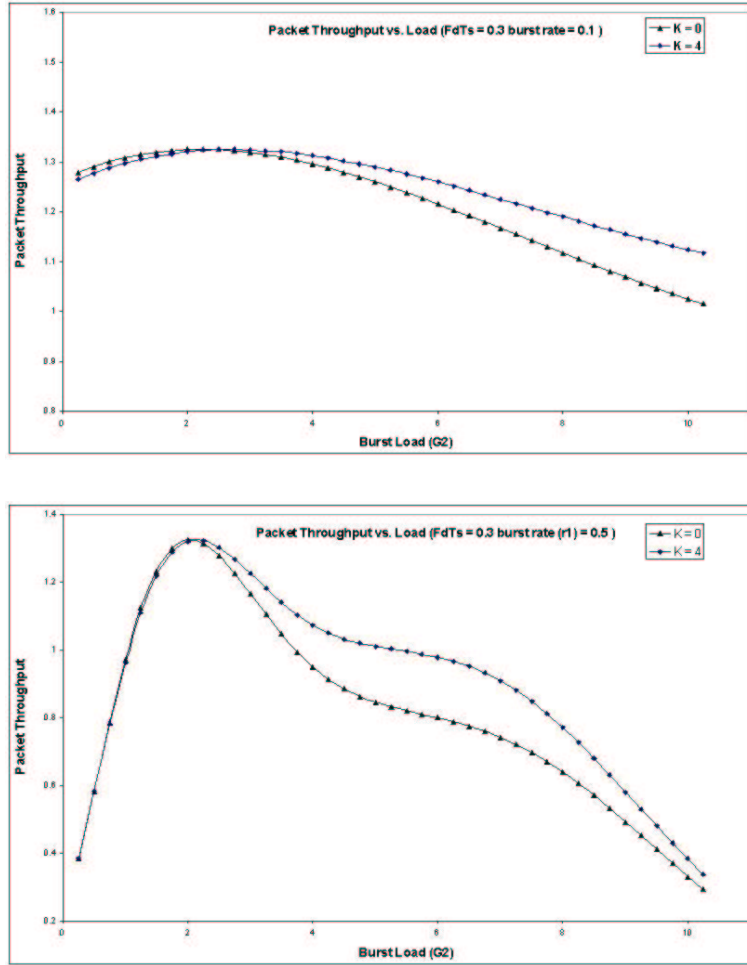 Packet Throughput vs. Load (FdTs = 0.3 burst rate = 0.1 )
K = 0
K = 4
1.6
1.5
1.4
1.3
1.2
1.1
1
0.9
0.8
Packet Throughput
0
2
4
6
8
10
Burst Load (G2)
Packet Throughput vs. Load (FdTs = 0.3 burst rate (r1) = 0.5 )
K = 0
K = 4
1.4
1.2
1
0.8
0.6
0.4
0.2
Packet Throughput
0
2
4
6
8
10
Burst Load (G2)